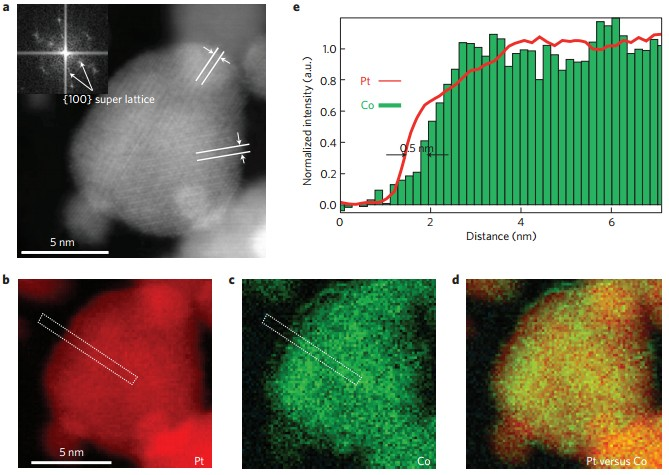 a
{100} super lattice
5 nm
e
Normalized intensity (a.u.)
1.0
0.8
0.6
0.4
0.2
0.0
Pt
Co
0.5 nm
0 2 4 6
Distance (nm)
b
5 nm
Pt
c
Co
d
Pt versus Co